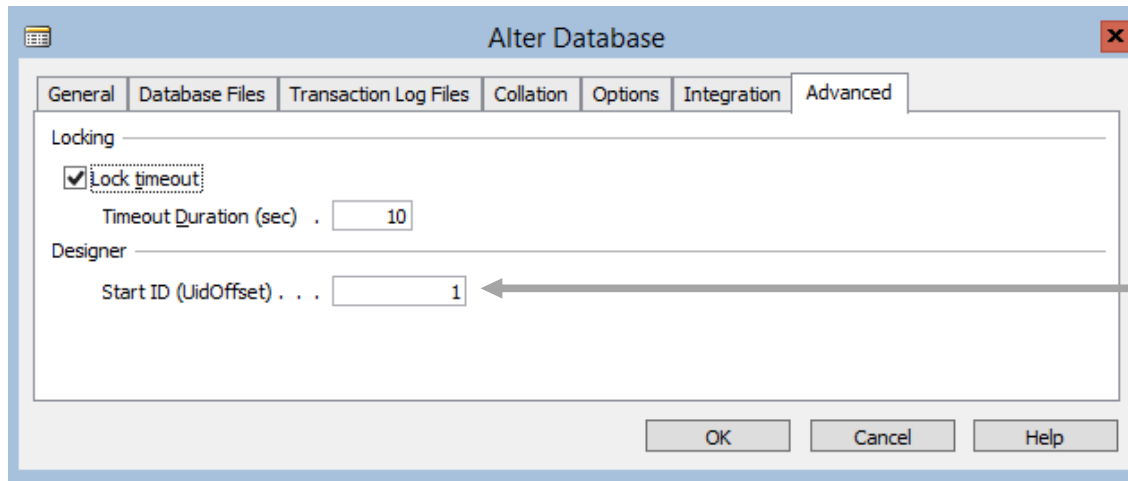 Alter Database
General Database Files Transaction Log Files Collation Options Integration Advanced
Locking
Lock timeout
Timeout Duration (sec) . 10
Designer
Start ID (UidOffset) . . . 1
OK Cancel Help